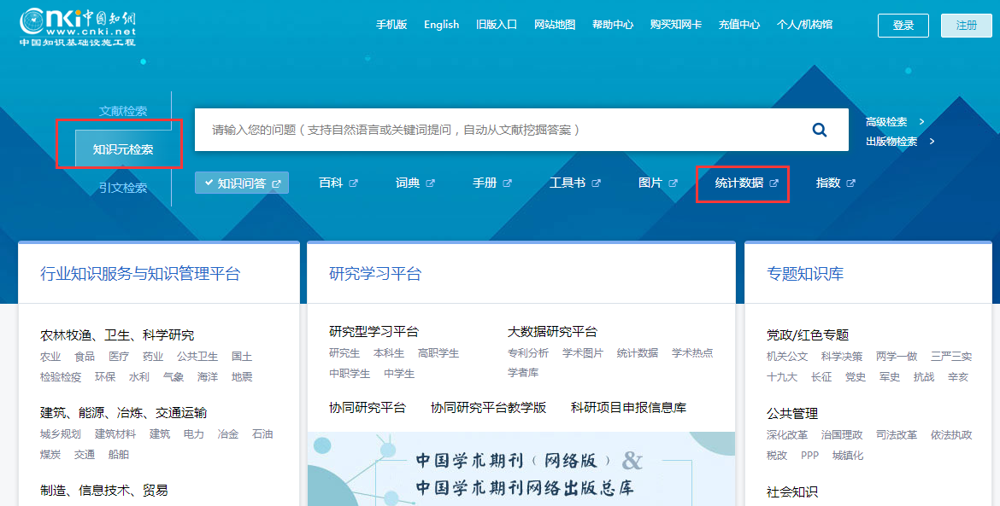 cnki中国知网
www.cnki.net
中国知识基础设施工程
手机版 English 旧版入口 网站地图 帮助中心 购买知网卡 充值中心 个人/机构馆 登录 注册
文献检索
知识元检索
引文检索
请输入您的问题（支持自然语言或关键词提问，自动从文献挖掘答案）
高级检索 >
出版物检索 >
知识问答 百科 词典 手册 工具书 图片 统计数据 指数
行业知识服务与知识管理平台
农林牧渔、卫生、科学研究
农业 食品 医疗 药业 公共卫生 国土
检验检疫 环保 水利 气象 海洋 地震
建筑、能源、冶炼、交通运输
城乡规划 建筑材料 建筑 电力 冶金 石油
煤炭 交通 船舶
制造、信息技术、贸易
研究学习平台
研究型学习平台
研究生 本科生 高职学生
中职学生 中学生
大数据研究平台
专利分析 学术图片 统计数据 学术热点
学者库
协同研究平台 协同研究平台教学版 科研项目申报信息库
中国学术期刊（网络版）&
中国学术期刊网络出版总库
专题知识库
党政/红色专题
机关公文 科学决策 两学一做 三严三实
十九大 长征 党史 军史 抗战 辛亥
公共管理
深化改革 治国理政 司法改革 依法执政
税改 PPP 城镇化
社会知识